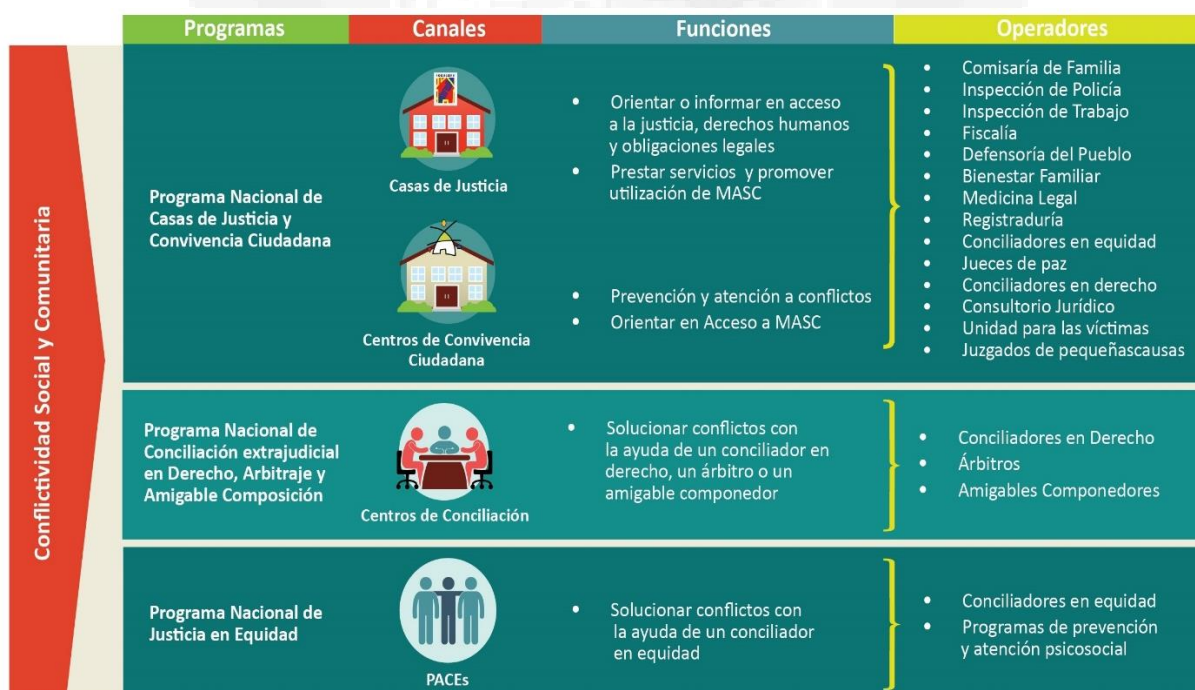 Programas
Canales
Funciones
Operadores
Conflictividad Social y Comunitaria
Programa Nacional de
Casas de Justicia y
Convivencia Ciudadana
Casas de Justicia
Centros de Convivencia
Ciudadana
• Orientar o informar en acceso
a la justicia, derechos humanos
y obligaciones legales
• Prestar servicios y promover
utilización de MASC
• Prevención y atención a conflictos
• Orientar en Acceso a MASC
• Comisaría de Familia
• Inspección de Policía
• Inspección de Trabajo
• Fiscalía
• Defensoría del Pueblo
• Bienestar Familiar
• Medicina Legal
• Registraduría
• Conciliadores en equidad
• Jueces de paz
• Conciliadores en derecho
• Consultorio Jurídico
• Unidad para las víctimas
• Juzgados de pequeñascausas
Programa Nacional de
Conciliación extrajudicial
en Derecho, Arbitraje y
Amigable Composición
Centros de Conciliación
• Solucionar conflictos con
la ayuda de un conciliador en
derecho, un árbitro o un
amigable componedor
• Conciliadores en Derecho
• Árbitros
• Amigables Componedores
Programa Nacional de
Justicia en Equidad
PACEs
• Solucionar conflictos con
la ayuda de un conciliador
en equidad
• Conciliadores en equidad
• Programas de prevención
y atención psicosocial